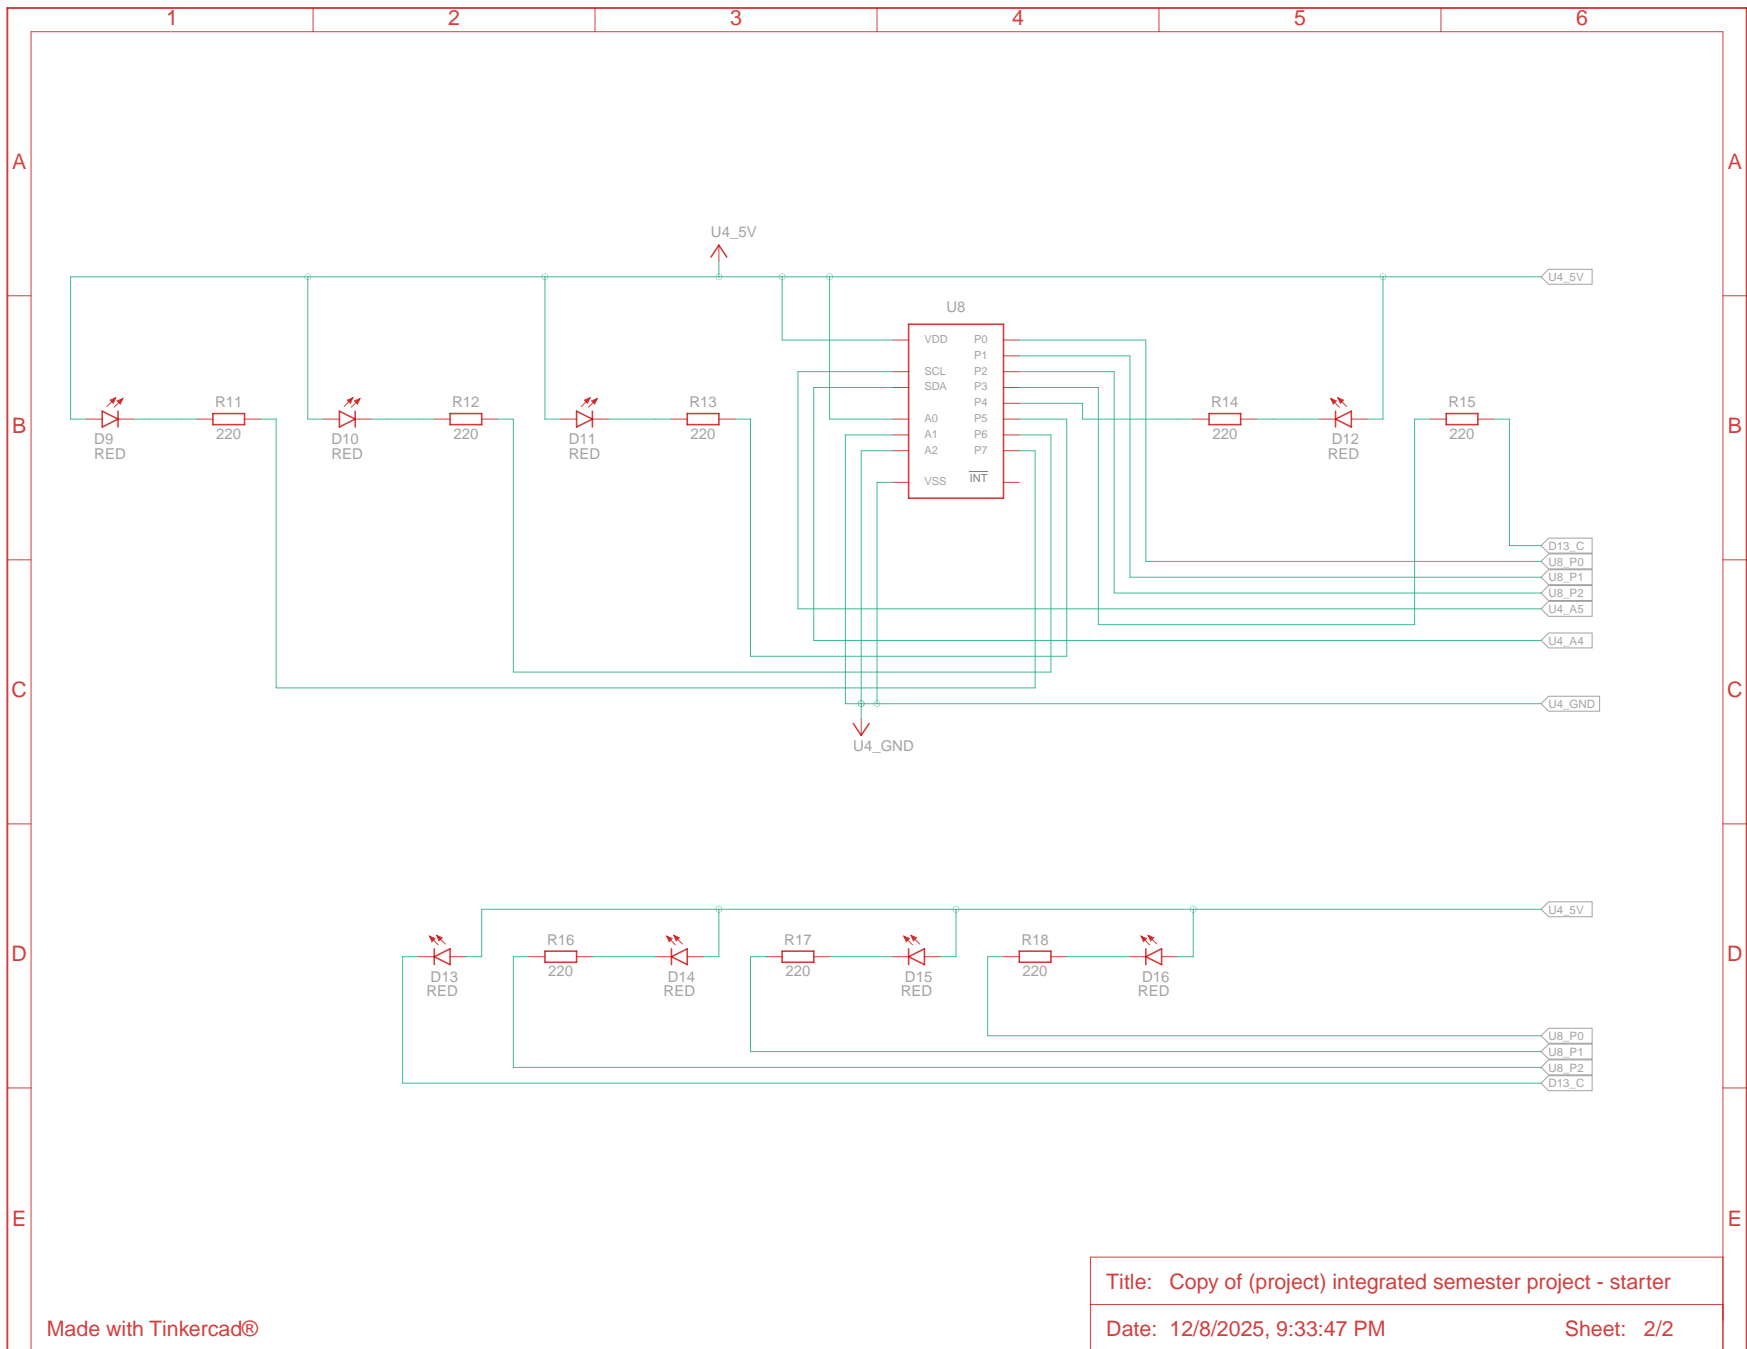 1 2 3 4 5 6
A A
U4_5V
U4_5V
B B
U8
VDD P0
P1
SCL P2
SDA P3
P4
A0 P5
A1 P6
A2 P7
VSS INT
R11 R12 R13 R14 R15
220 220 220 220 220
D9 D10 D11 D12
RED RED RED RED
D13_C
U8_P0
U8_P1
U8_P2
U4_A5
U4_A4
C C
U4_GND
U4_GND
U4_5V
D D
R16 R17 R18
220 220 220
D13 D14 D15 D16
RED RED RED RED
U8_P0
U8_P1
U8_P2
D13_C
E E
Title: Copy of (project) integrated semester project - starter
Made with Tinkercad®
Date: 12/8/2025, 9:33:47 PM Sheet: 2/2